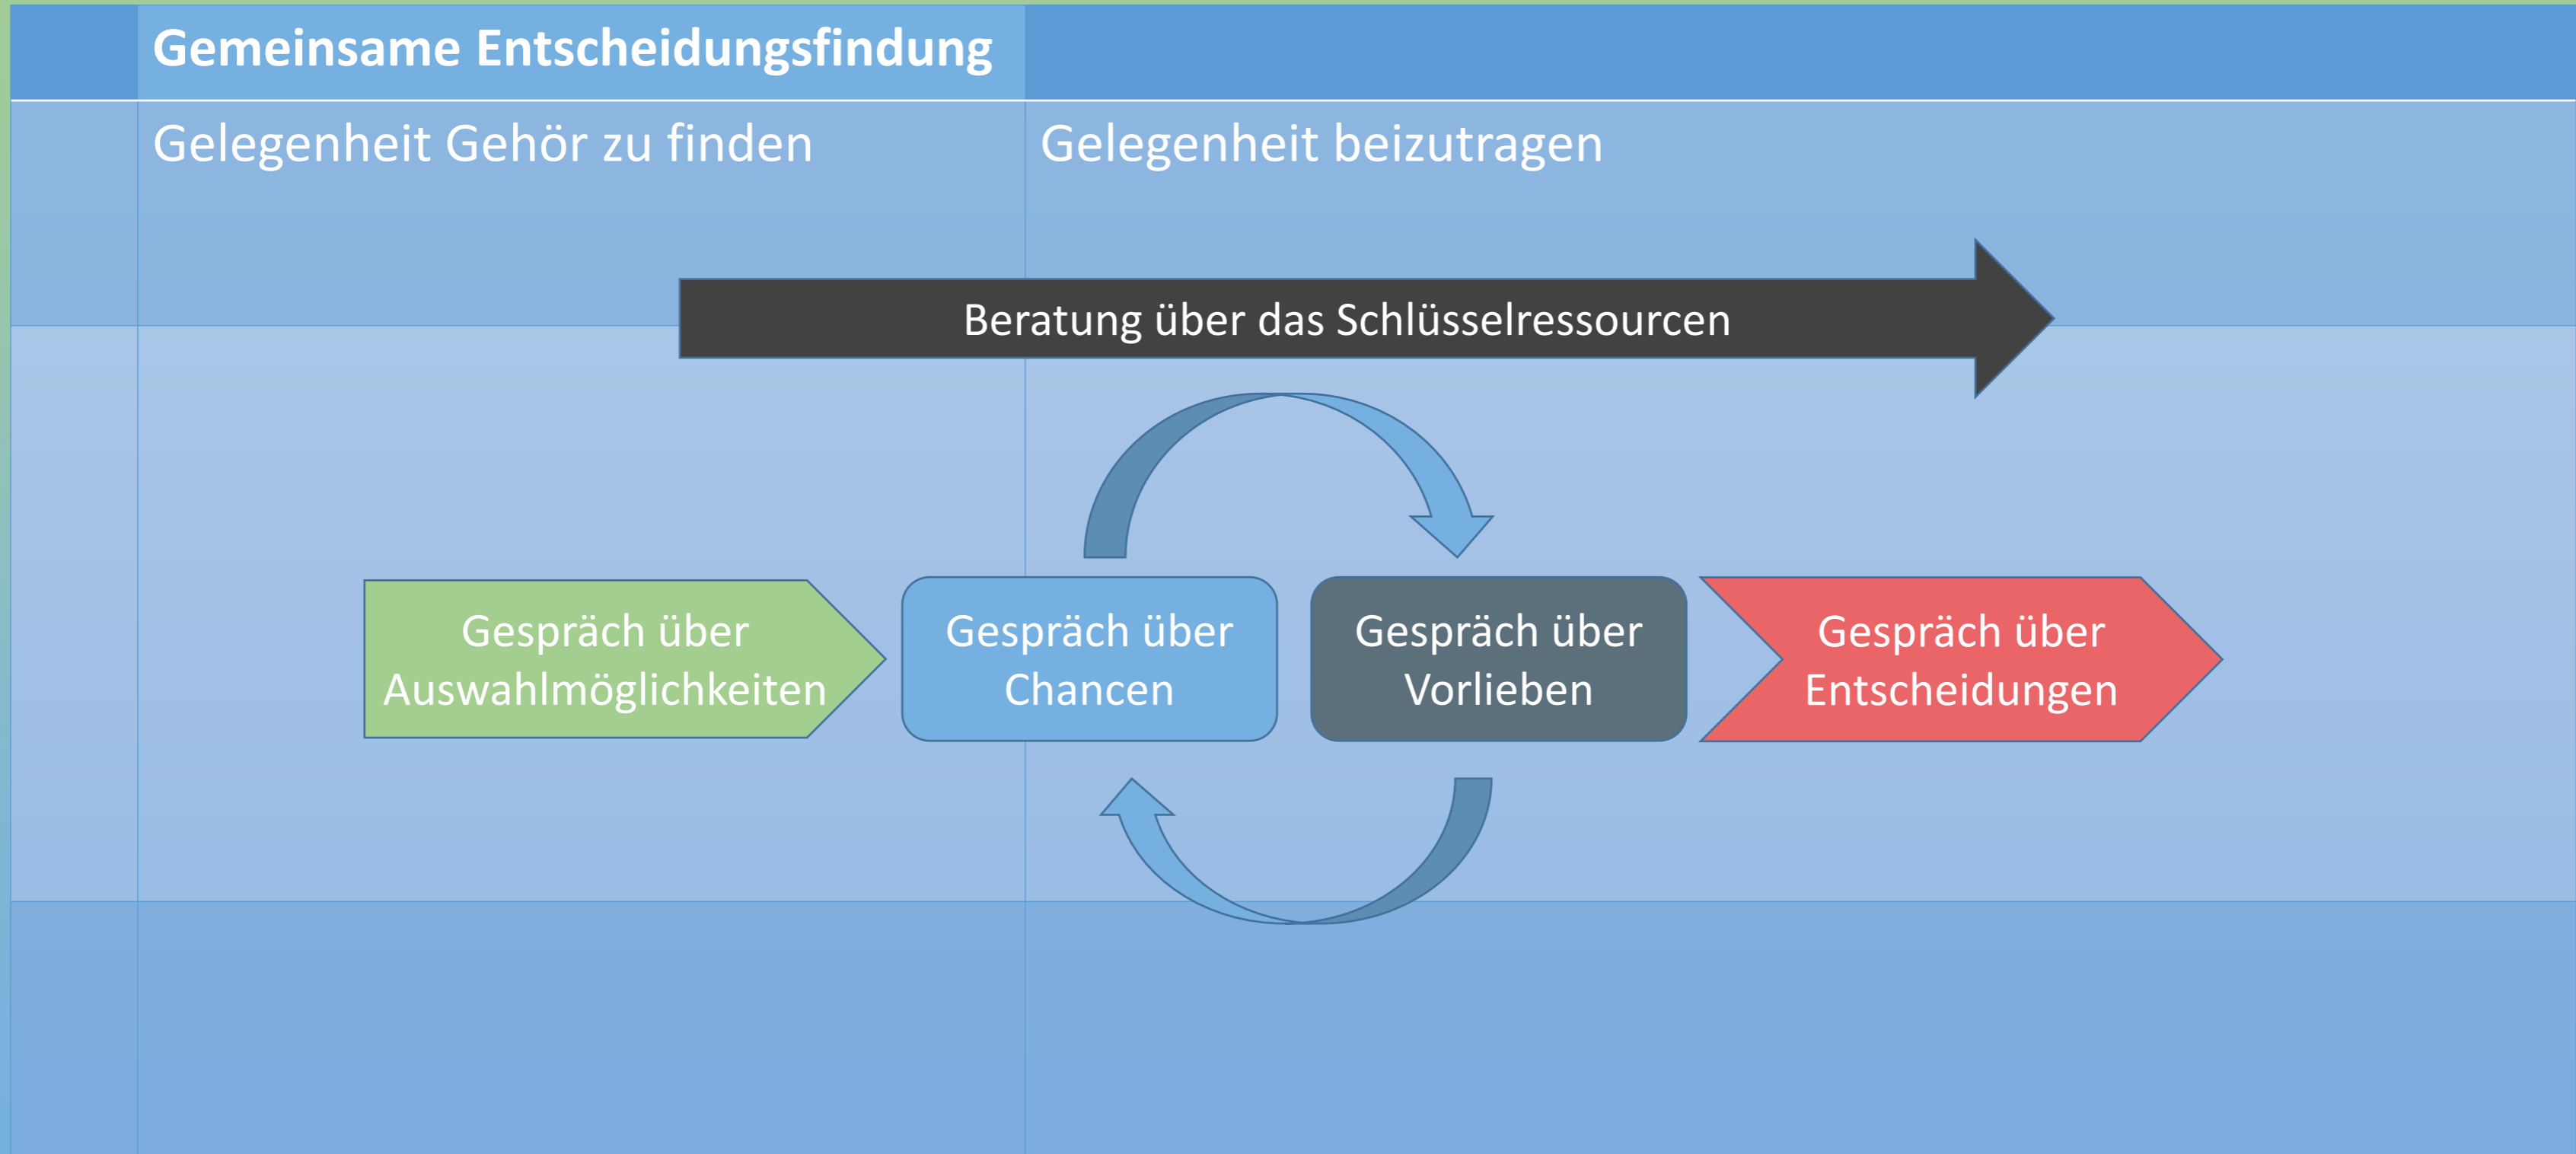 Gemeinsame Entscheidungsfindung
Gelegenheit Gehör zu finden
Gelegenheit beizutragen
Beratung über das Schlüsselressourcen
Gespräch über
Auswahlmöglichkeiten
Gespräch über
Chancen
Gespräch über
Vorlieben
Gespräch über
Entscheidungen